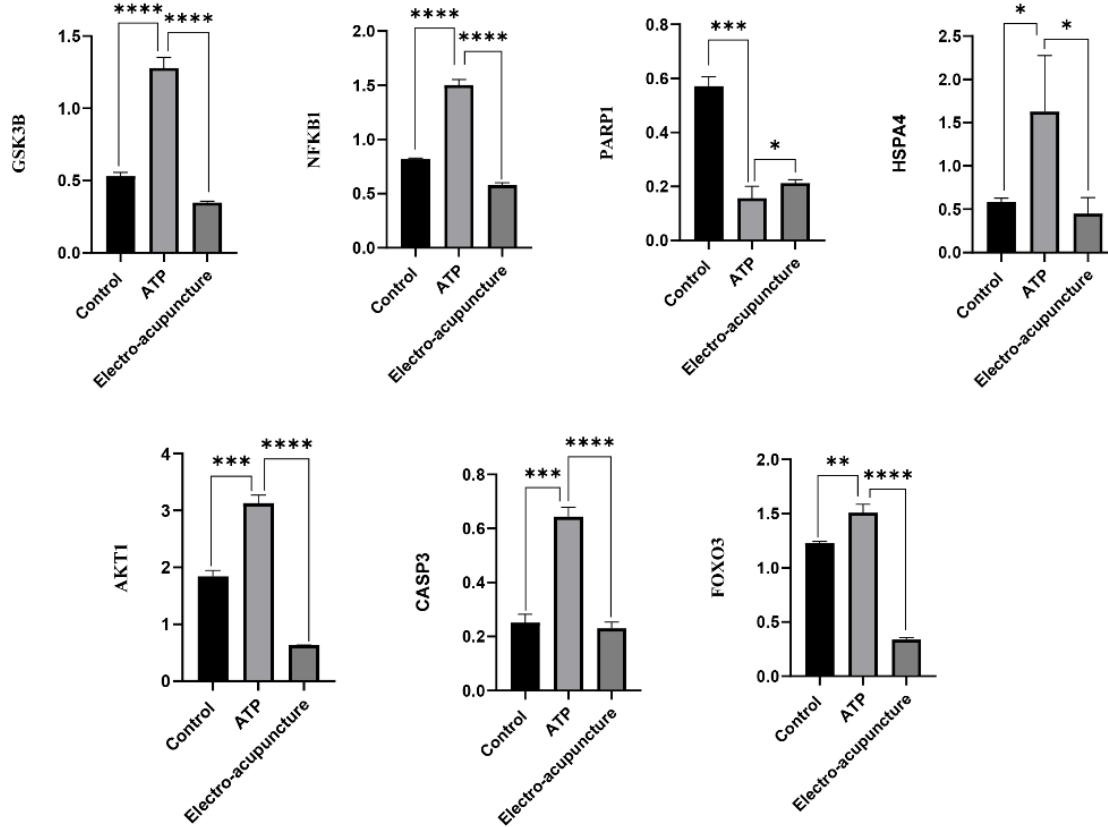 GSK3B
**** ****
1.5
1.0
0.5
0.0
Control
ATP
Electro-acupuncture
NFKB1
**** ****
2.0
1.5
1.0
0.5
0.0
Control
ATP
Electro-acupuncture
PARP1
***
*
0.8
0.6
0.4
0.2
0.0
Control
ATP
Electro-acupuncture
HSPA4
* *
2.5
2.0
1.5
1.0
0.5
0.0
Control
ATP
Electro-acupuncture
AKT1
*** ****
4
3
2
1
0
Control
ATP
Electro-acupuncture
CASP3
*** ****
0.8
0.6
0.4
0.2
0.0
Control
ATP
Electro-acupuncture
FOXO3
** ****
2.0
1.5
1.0
0.5
0.0
Control
ATP
Electro-acupuncture